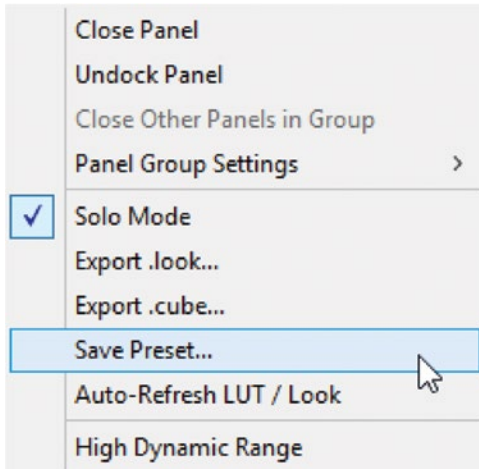 Close Panel
Undock Panel
Close Other Panels in Group
Panel Group Settings
Solo Mode
Export .look...
Export .cube...
Save Preset...
Auto-Refresh LUT / Look
High Dynamic Range